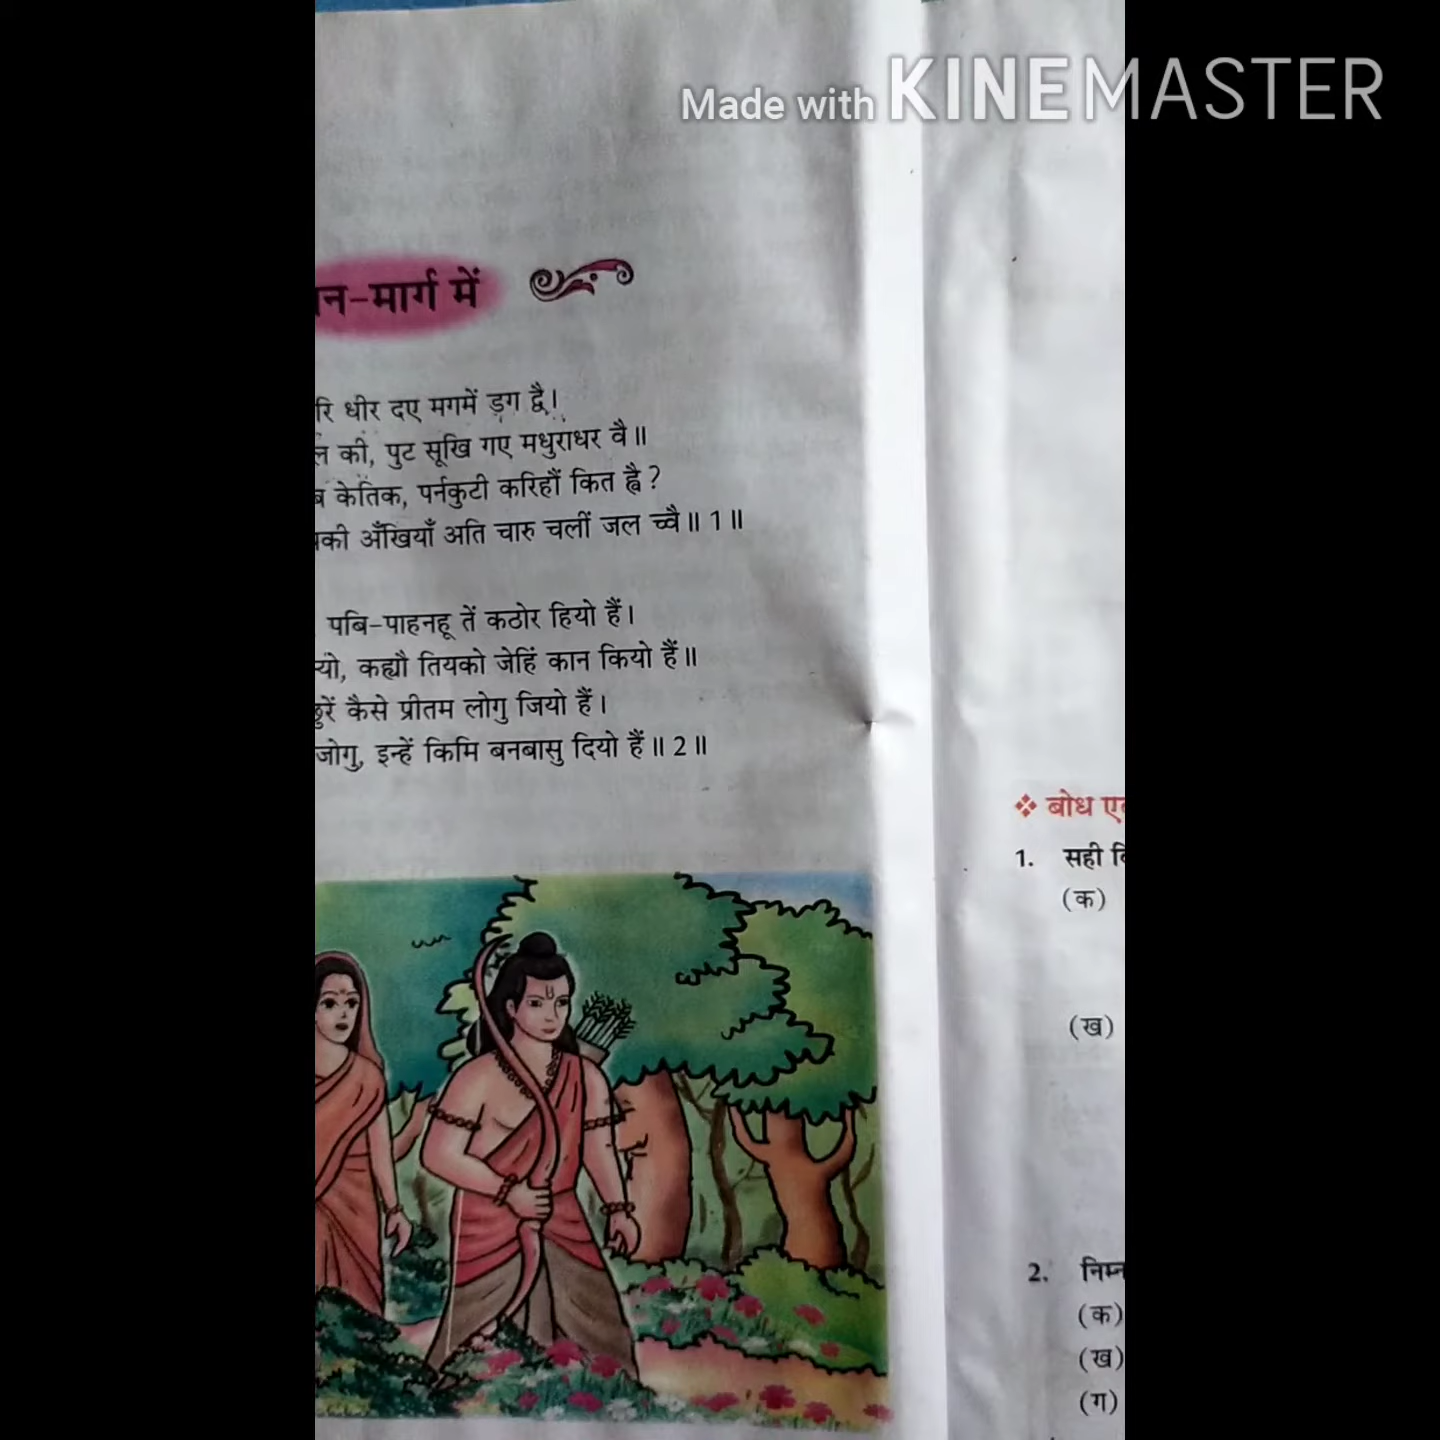 Made with KINEMASTER
न-मार्ग में
रि धीर दए मगमें ड़ग द्वै।
की, पुट सूखि गए मधुराधर वै॥
केतिक, पर्नकुटी करिहौं कित ह्वै?
की अँखियाँ अति चारु चलीं जल च्वै॥ 1॥
पबि-पाहनहू तें कठोर हियो हैं।
यो, कह्यौ तियको जेहिं कान कियो हैं॥
कैसे प्रीतम लोगु जियो हैं।
जोगु, इन्हें किमि बनबासु दियो हैं॥ 2॥
❖ बोध
1. सही
(क)
(ख)
2. निम्न
(क)
(ख)
(ग)